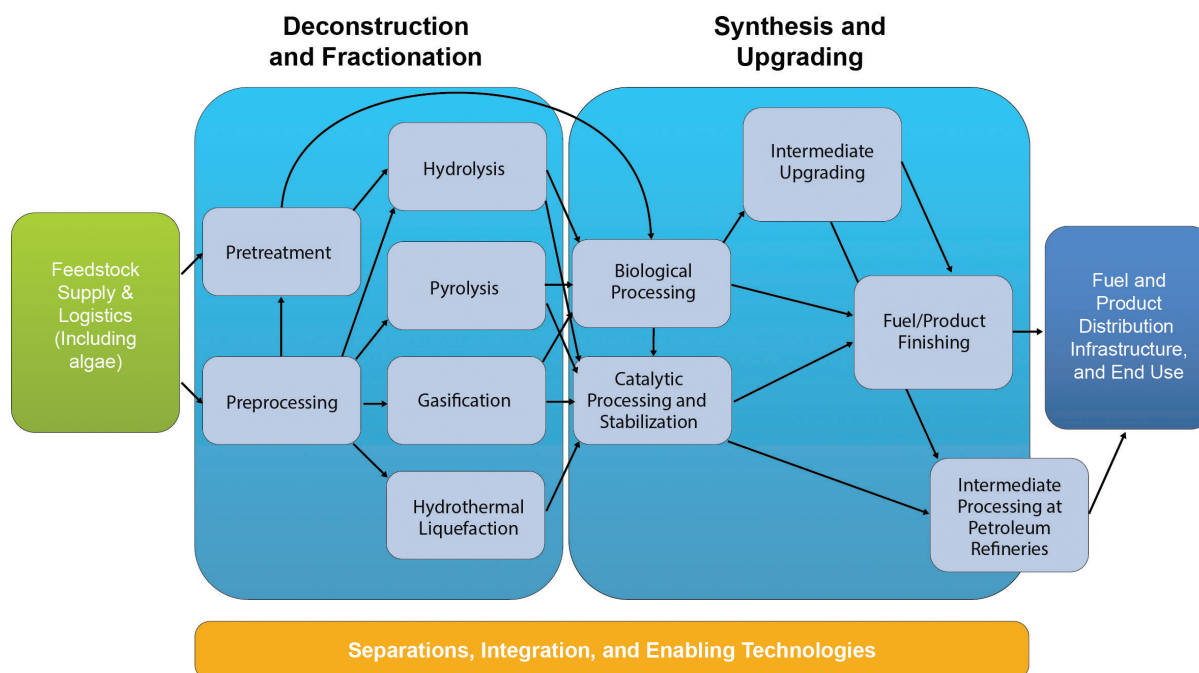 Deconstruction
and Fractionation
Synthesis and
Upgrading
Feedstock
Supply &
Logistics
(Including
algae)
Pretreatment
Preprocessing
Hydrolysis
Pyrolysis
Gasification
Hydrothermal
Liquefaction
Biological
Processing
Catalytic
Processing and
Stabilization
Intermediate
Upgrading
Fuel/Product
Finishing
Intermediate
Processing at
Petroleum
Refineries
Fuel and
Product
Distribution
Infrastructure,
and End Use
Separations, Integration, and Enabling Technologies